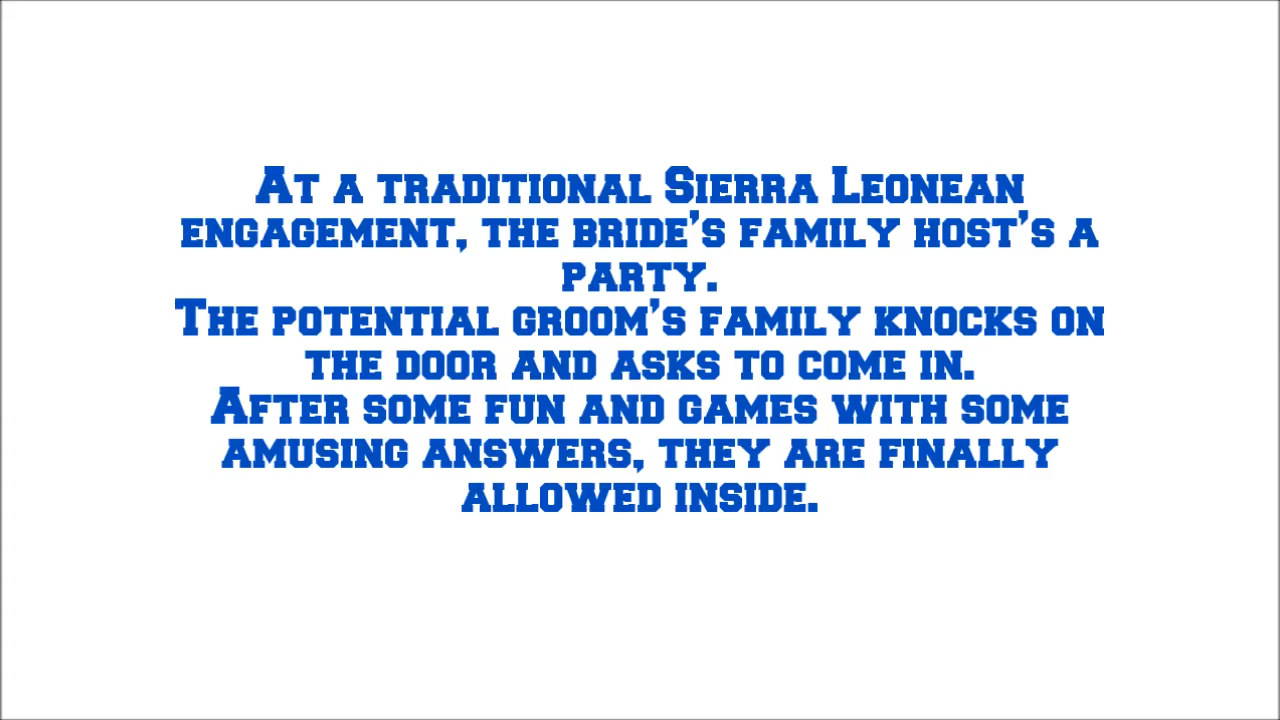 At a traditional Sierra Leonean
engagement, the bride's family host's a
party.
The potential groom's family knocks on
the door and asks to come in.
After some fun and games with some
amusing answers, they are finally
allowed inside.